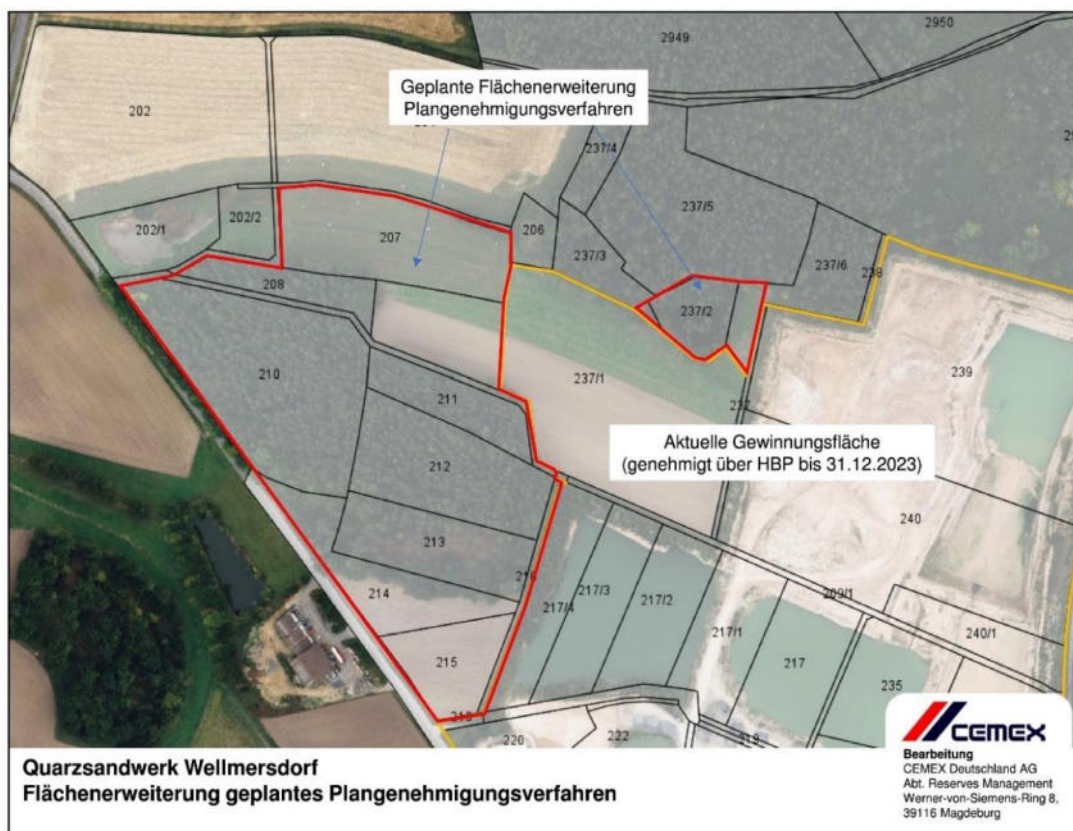 2949
2950
202
Geplante Flächenerweiterung
Plangenehmigungsverfahren
237/4
237/5
202/1
202/2
207
206
237/3
237/6
238
208
237/2
210
211
237/1
239
212
Aktuelle Gewinnungsfläche
(genehmigt über HBP bis 31.12.2023)
240
213
214
217/4
217/3
217/2
217/1
209/1
217
240/1
215
235
220
222
219
CEMEX
Bearbeitung
CEMEX Deutschland AG
Abt. Reserves Management
Werner-von-Siemens-Ring 8,
39116 Magdeburg
Quarzsandwerk Wellmersdorf
Flächenerweiterung geplantes Plangenehmigungsverfahren